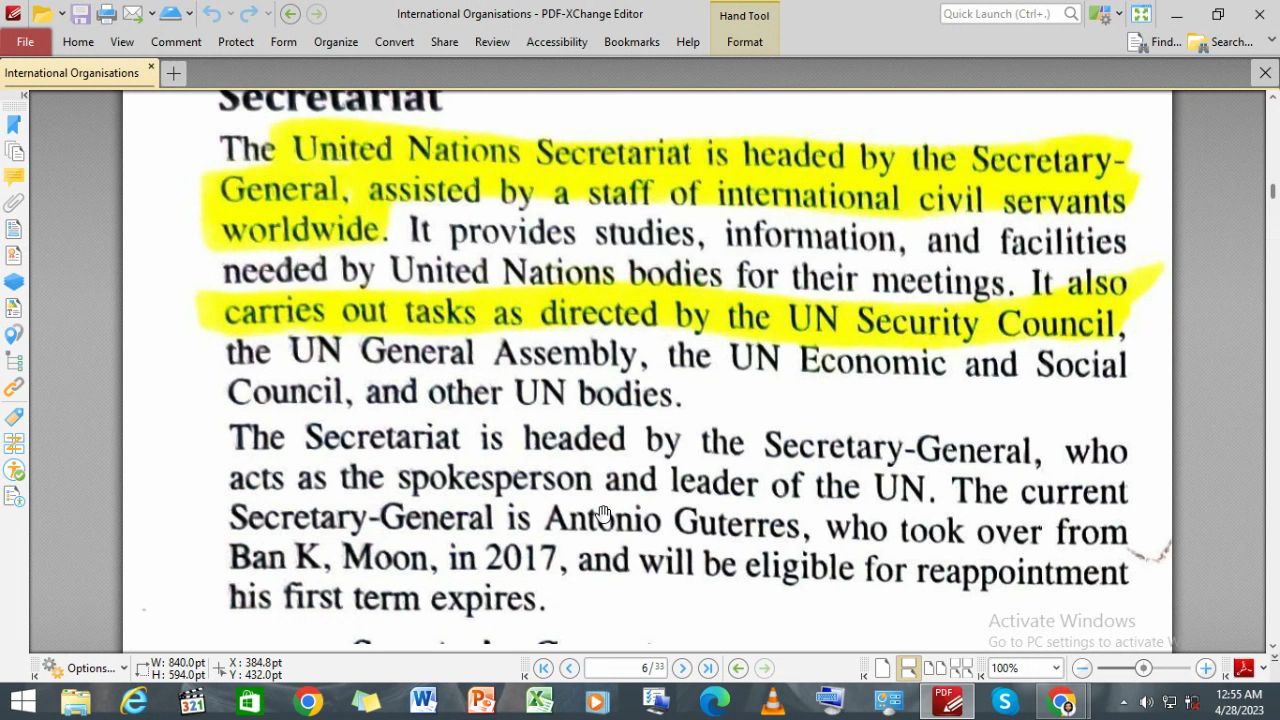 International Organisations - PDF-XChange Editor
Hand Tool
Quick Launch (Ctrl+.)
File
Home
View
Comment
Protect
Form
Organize
Convert
Share
Review
Accessibility
Bookmarks
Help
Format
Find...
Search...
International Organisations
Secretariat
The United Nations Secretariat is headed by the Secretary-
General, assisted by a staff of international civil servants
worldwide. It provides studies, information, and facilities
needed by United Nations bodies for their meetings. It also
carries out tasks as directed by the UN Security Council,
the UN General Assembly, the UN Economic and Social
Council, and other UN bodies.
The Secretariat is headed by the Secretary-General, who
acts as the spokesperson and leader of the UN. The current
Secretary-General is Antonio Guterres, who took over from
Ban K, Moon, in 2017, and will be eligible for reappointment
his first term expires.
Activate Windows
Go to PC settings to activate W
Options...
W: 840.0pt
H: 594.0pt
X: 384.8pt
Y: 432.0pt
6/33
100%
321
PDF
12:55 AM
4/28/2023